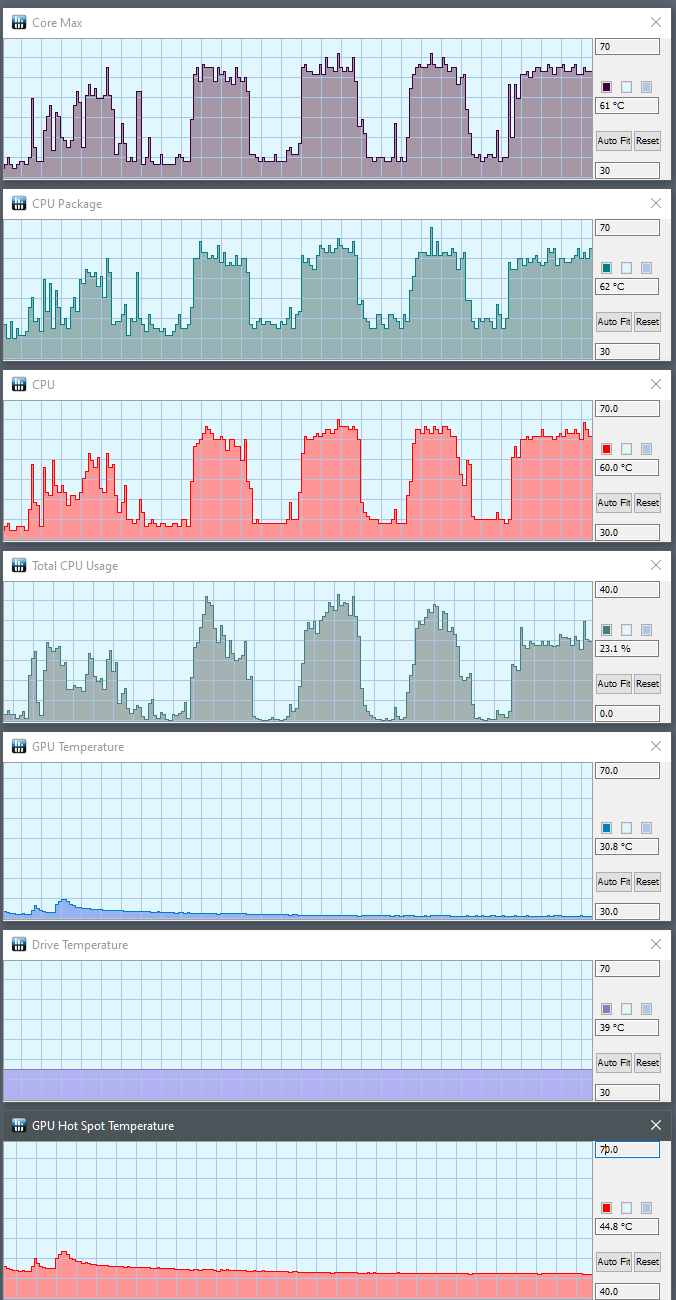 Core Max
70
61 °C
Auto Fit Reset
30
CPU Package
70
62 °C
Auto Fit Reset
30
CPU
70.0
60.0 °C
Auto Fit Reset
30.0
Total CPU Usage
40.0
23.1 %
Auto Fit Reset
0.0
GPU Temperature
70.0
30.8 °C
Auto Fit Reset
30.0
Drive Temperature
70
39 °C
Auto Fit Reset
30
GPU Hot Spot Temperature
70.0
44.8 °C
Auto Fit Reset
40.0